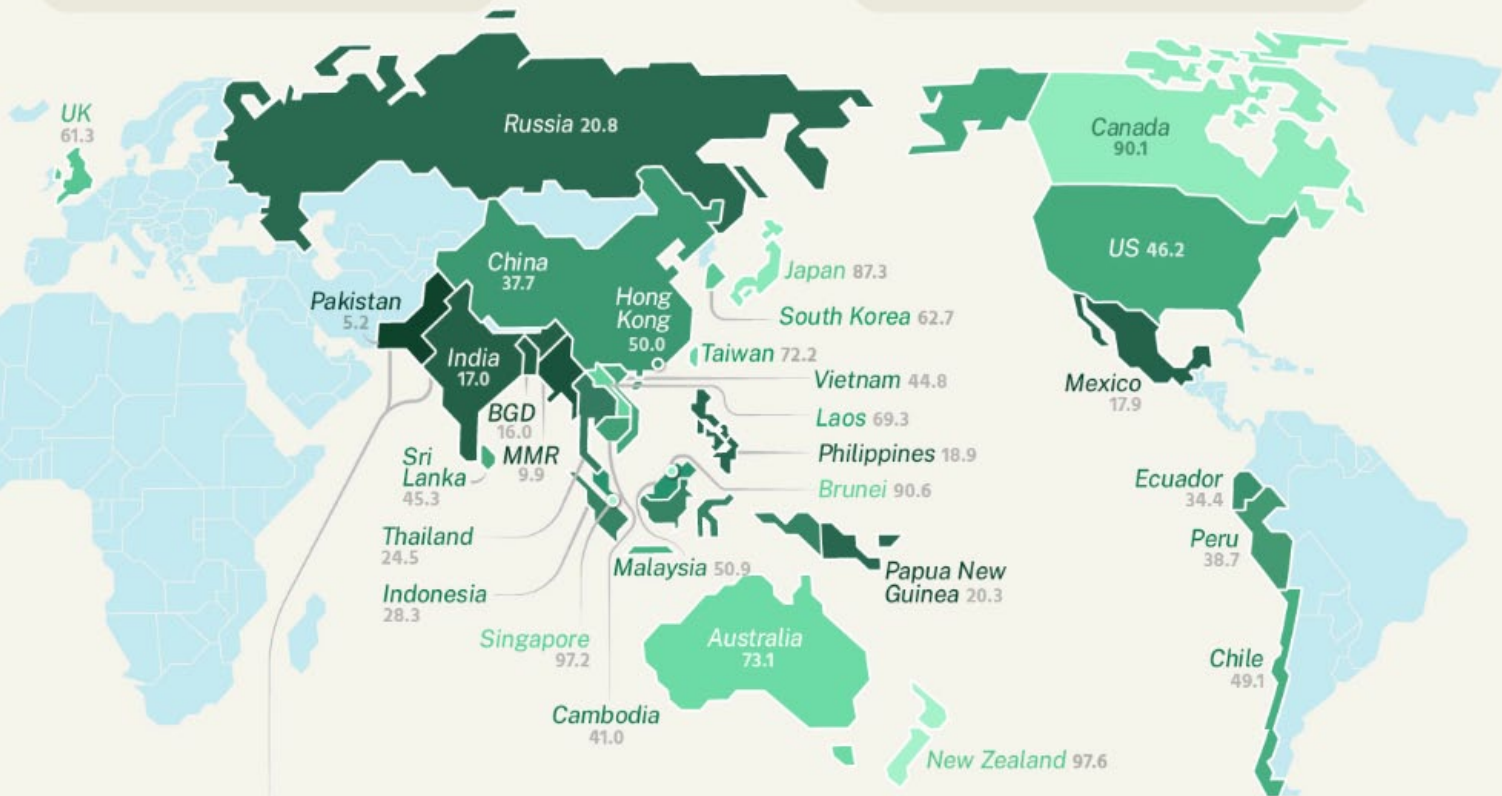 UK
61.3
Russia 20.8
Canada
90.1
China
37.7
US 46.2
Japan 87.3
Pakistan
5.2
Hong
Kong
50.0
South Korea 62.7
India
17.0
Taiwan 72.2
Vietnam 44.8
Mexico
17.9
BGD
16.0
Laos 69.3
Sri
Lanka
45.3
MMR
9.9
Philippines 18.9
Brunei 90.6
Ecuador
34.4
Thailand
24.5
Peru
38.7
Malaysia 50.9
Papua New
Guinea 20.3
Indonesia
28.3
Singapore
97.2
Australia
73.1
Chile
49.1
Cambodia
41.0
New Zealand 97.6